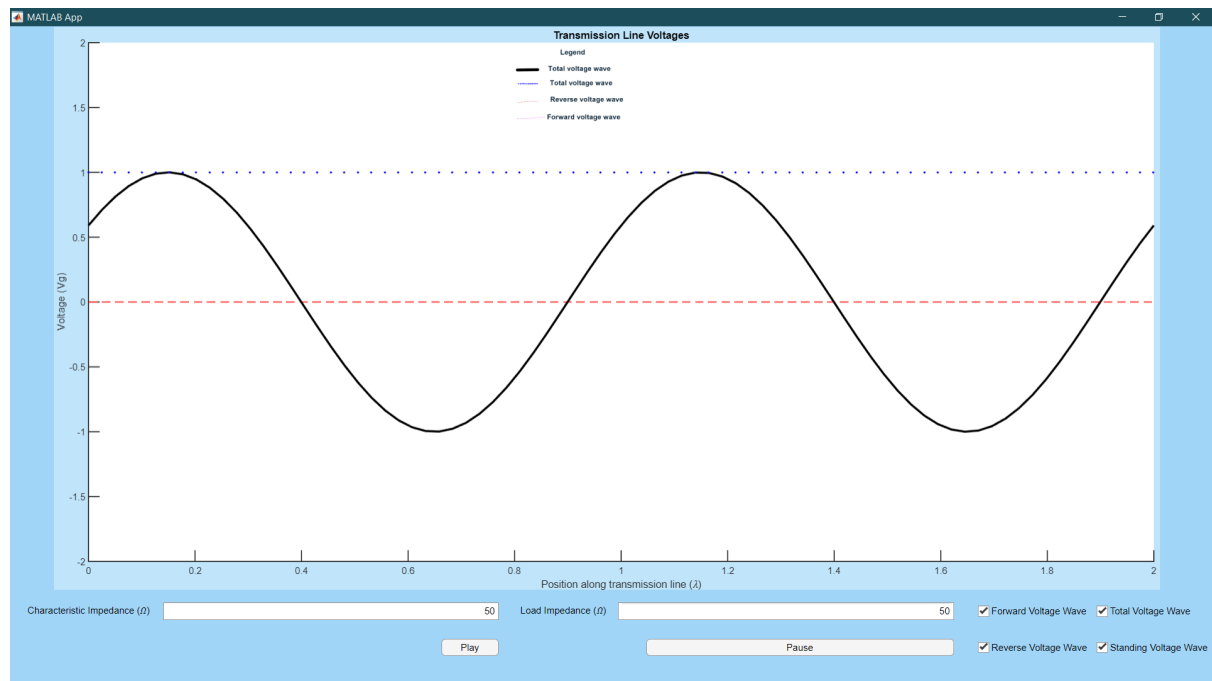 MATLAB App
Transmission Line Voltages
Legend
Total voltage wave
Total voltage wave
Reverse voltage wave
Forward voltage wave
2
1.5
1
0.5
0
-0.5
-1
-1.5
-2
Voltage (Vg)
0 0.2 0.4 0.6 0.8 1 1.2 1.4 1.6 1.8 2
Position along transmission line (λ)
Characteristic Impedance (Ω) 50 Load Impedance (Ω) 50 Forward Voltage Wave Total Voltage Wave
Play Pause Reverse Voltage Wave Standing Voltage Wave